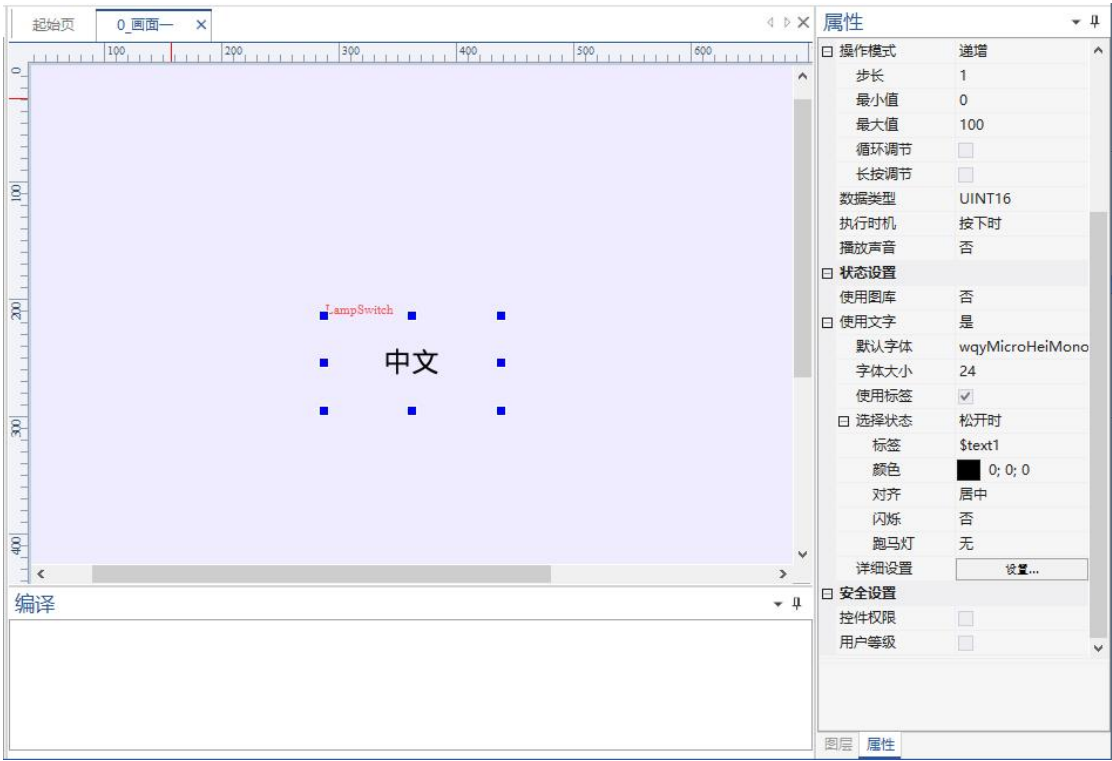 起始页 0_画面一
100 200 300 400 500 600
0
100
200
300
400
LampSwitch
中文
编译
属性
操作模式 递增
步长 1
最小值 0
最大值 100
循环调节
长按调节
数据类型 UINT16
执行时机 按下时
播放声音 否
状态设置
使用图库 否
使用文字 是
默认字体 wqyMicroHeiMono
字体大小 24
使用标签
选择状态 松开时
标签 $text1
颜色 0; 0; 0
对齐 居中
闪烁 否
跑马灯 无
详细设置 设置...
安全设置
控件权限
用户等级
图层 属性